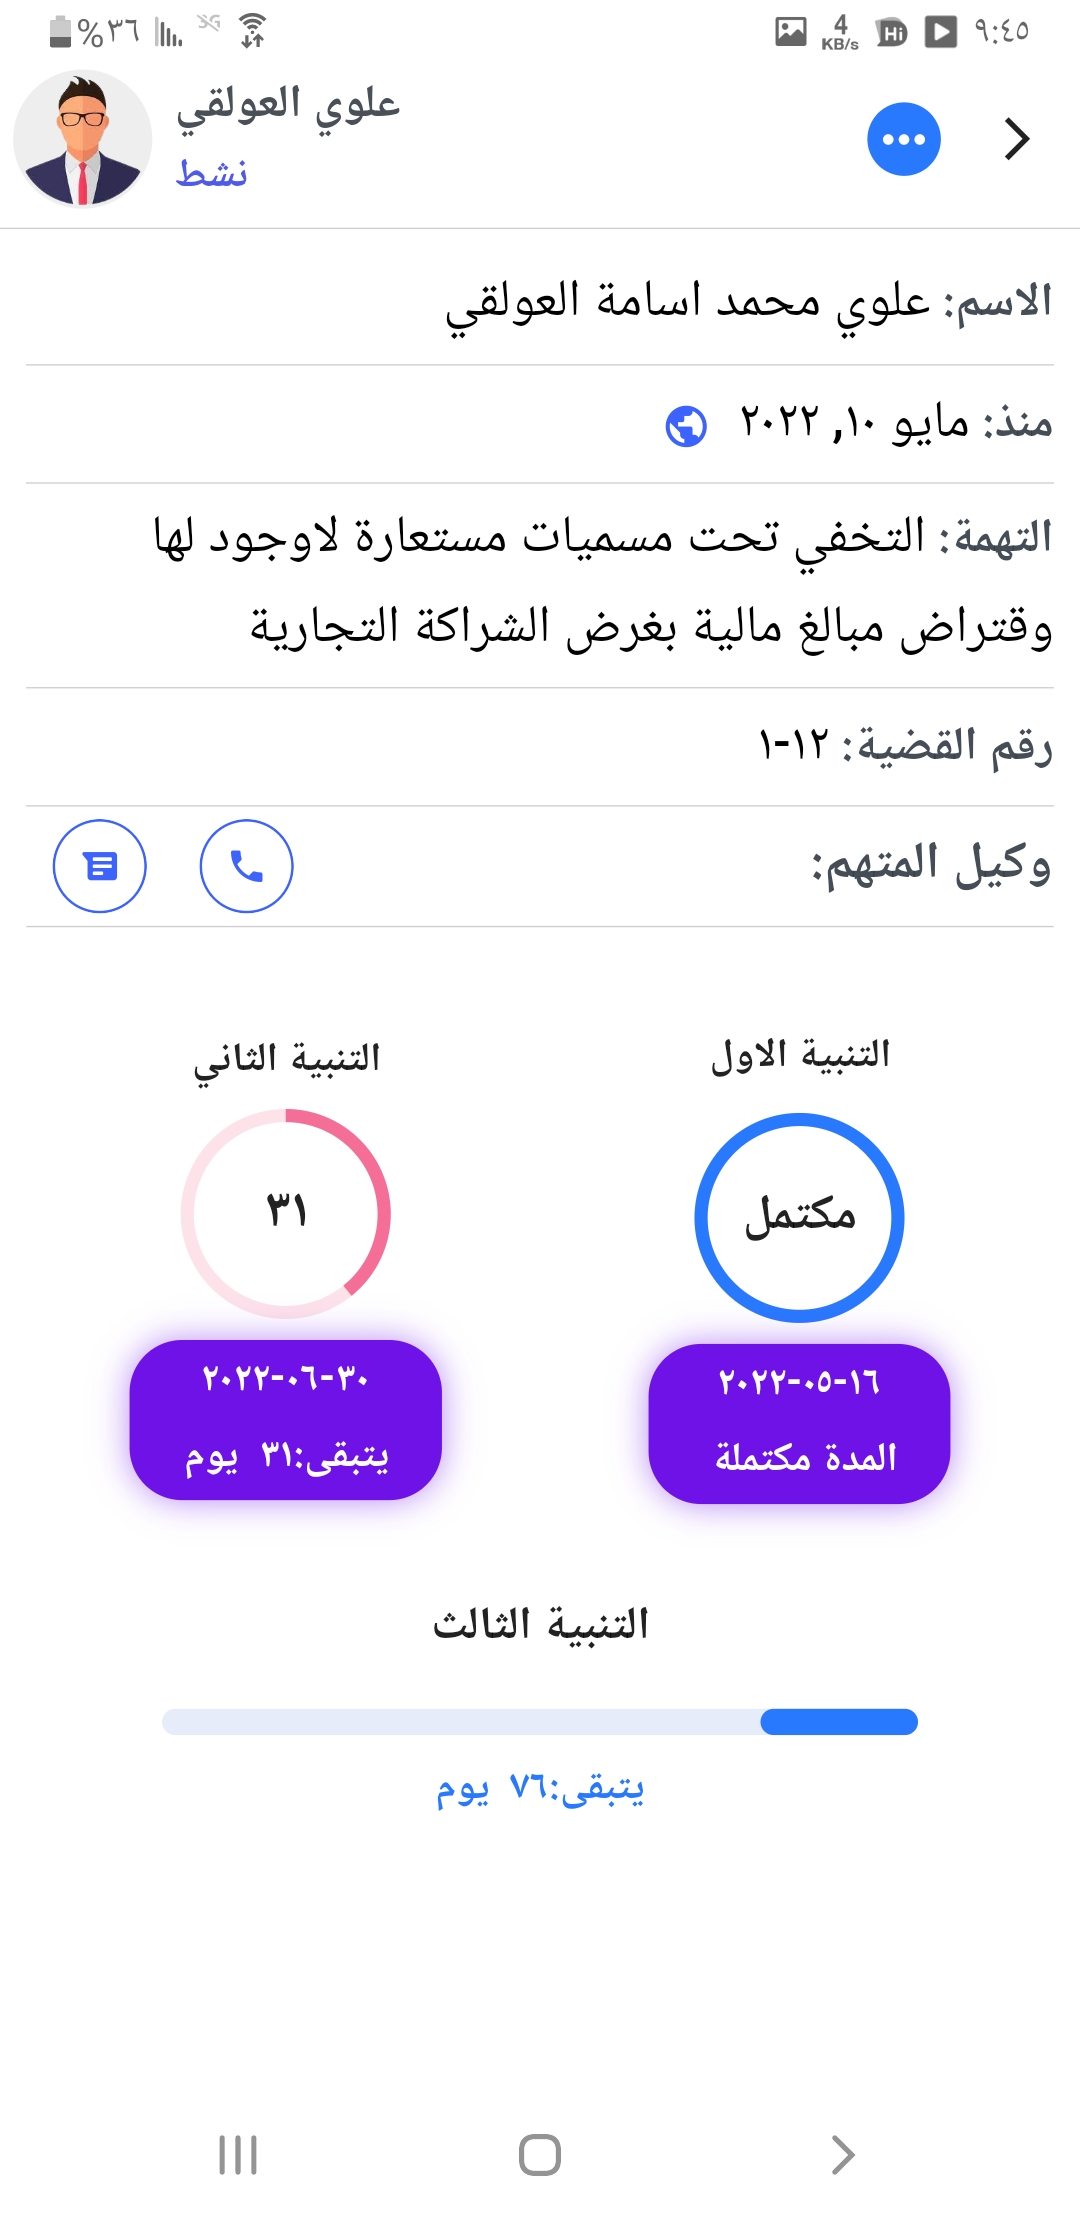 ٩:٤٥
Hi
4
KB/s
3G
%٣٦
علوي العولقي
نشط
الاسم: علوي محمد اسامة العولقي
منذ: مايو ١٠, ٢٠٢٢
التهمة: التخفي تحت مسميات مستعارة لاوجود لها
وقتراض مبالغ مالية بغرض الشراكة التجارية
رقم القضية: ١٢-١
وكيل المتهم:
التنبية الاول
مكتمل
١٦-٠٥-٢٠٢٢
المدة مكتملة
التنبية الثاني
٣١
٣٠-٠٦-٢٠٢٢
يتبقى:٣١ يوم
التنبية الثالث
يتبقى:٧٦ يوم